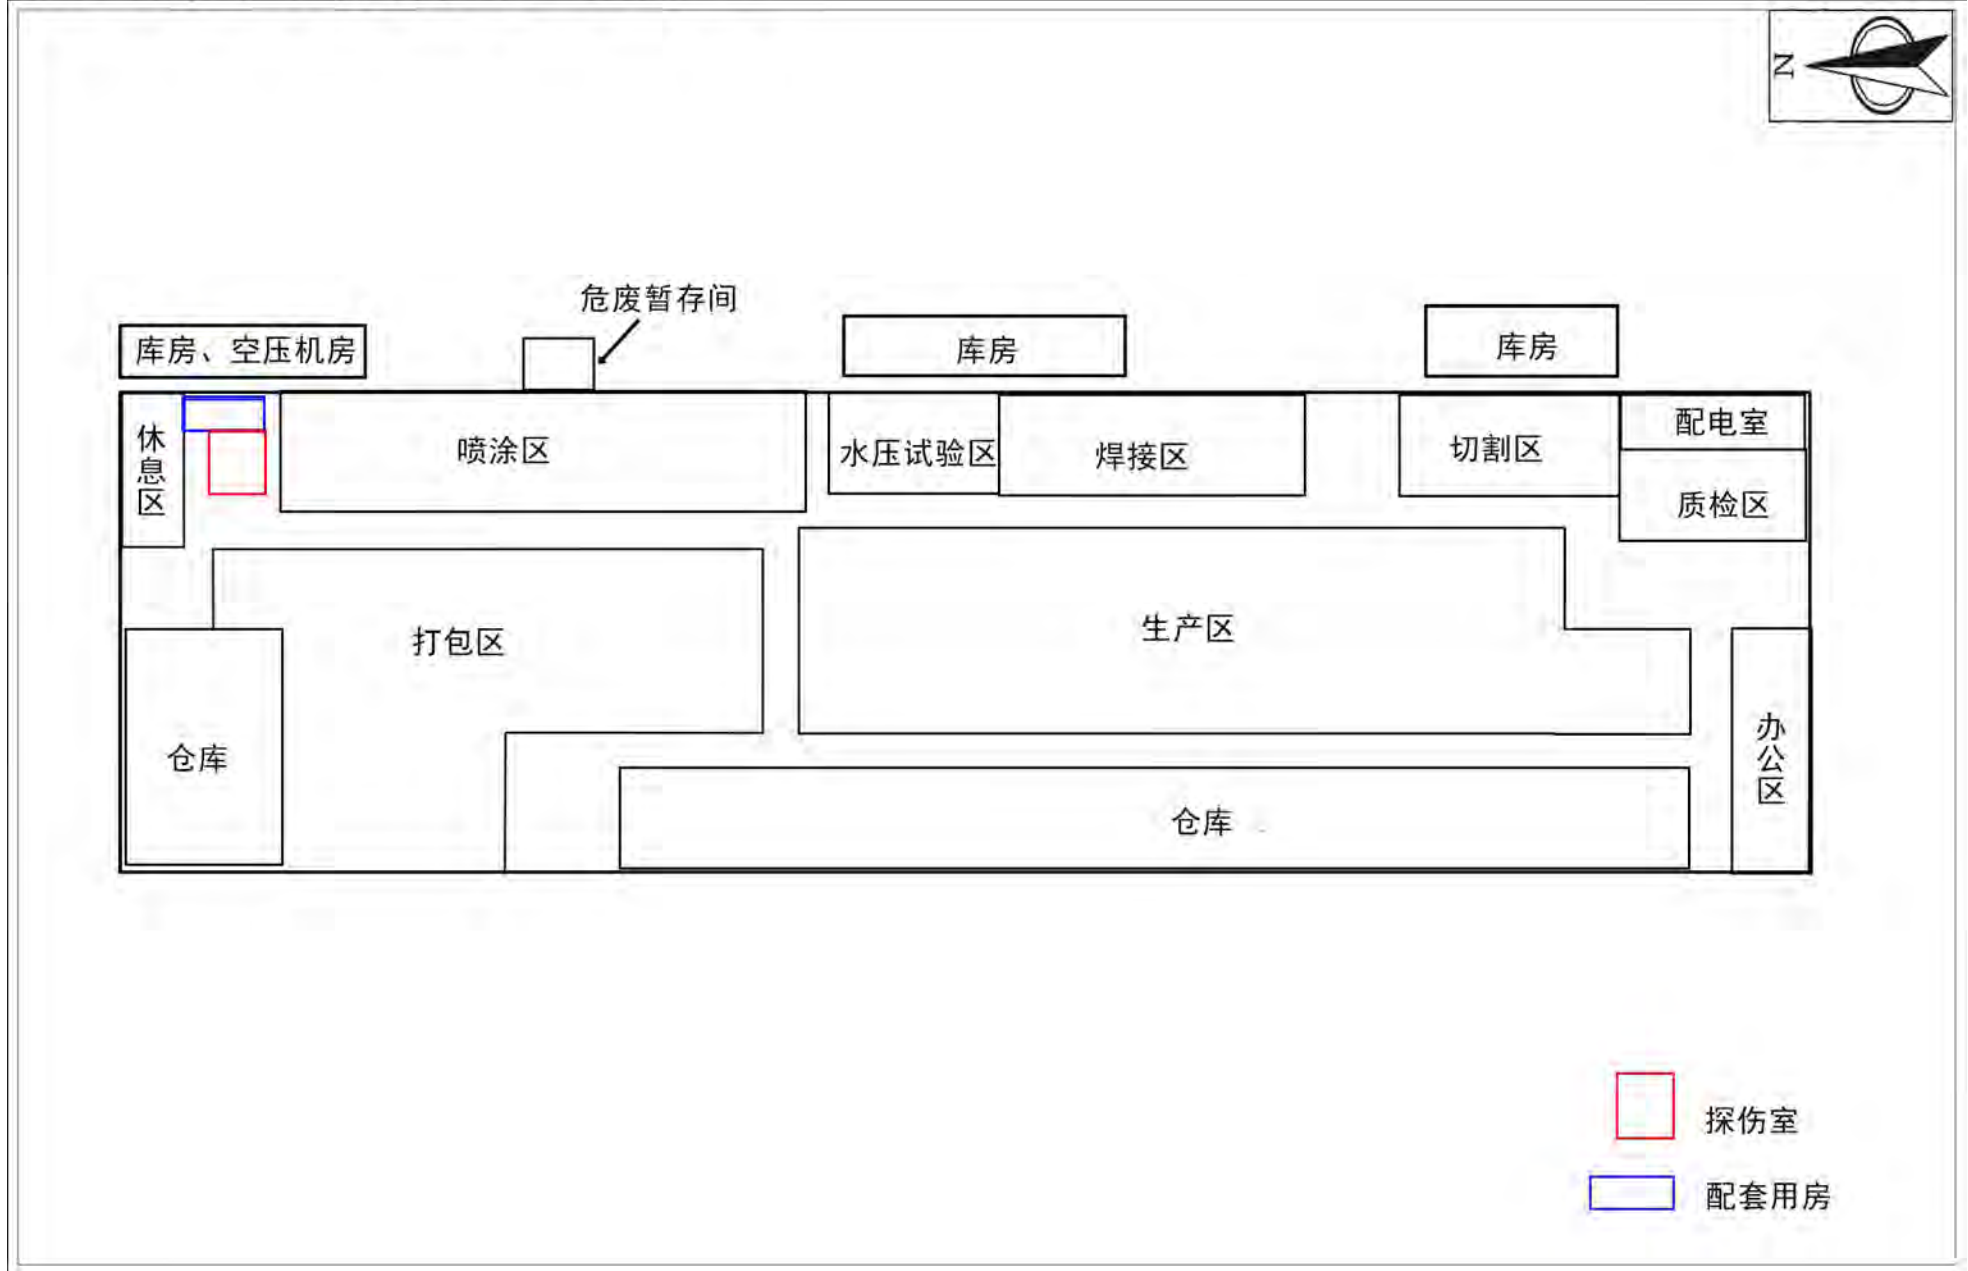 N
危废暂存间
库房、空压机房
库房
库房
休息区
喷涂区
水压试验区
焊接区
切割区
配电室
质检区
打包区
生产区
仓库
办公区
仓库
探伤室
配套用房